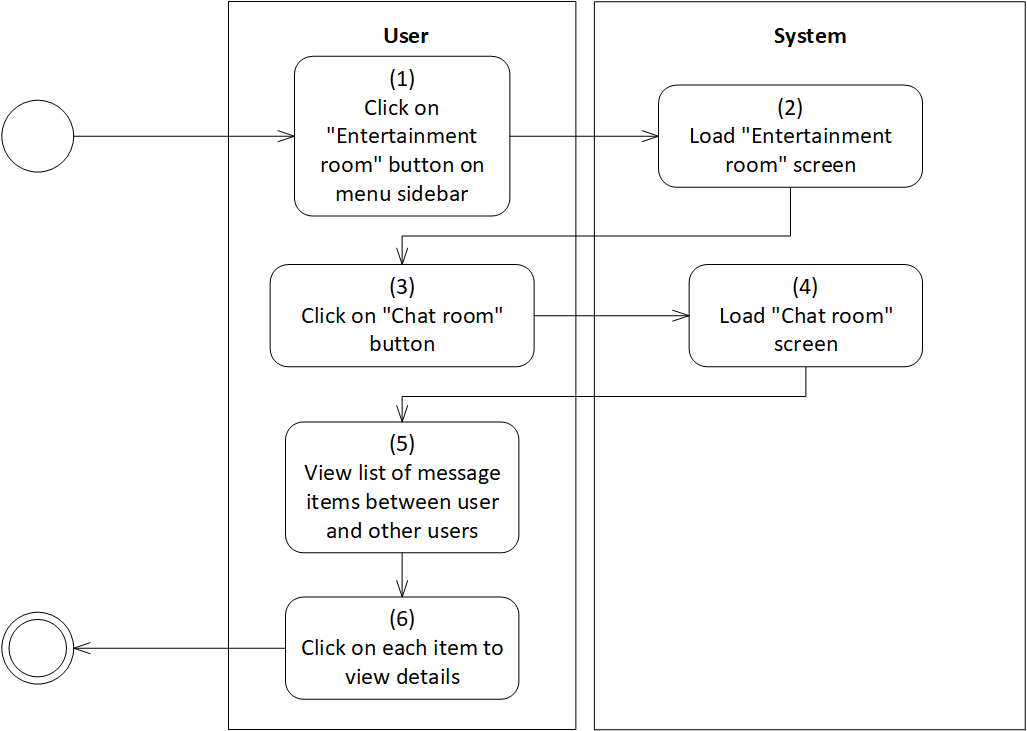 User
System
(1)
Click on
"Entertainment
room" button on
menu sidebar
(2)
Load "Entertainment
room" screen
(3)
Click on "Chat room"
button
(4)
Load "Chat room"
screen
(5)
View list of message
items between user
and other users
(6)
Click on each item to
view details